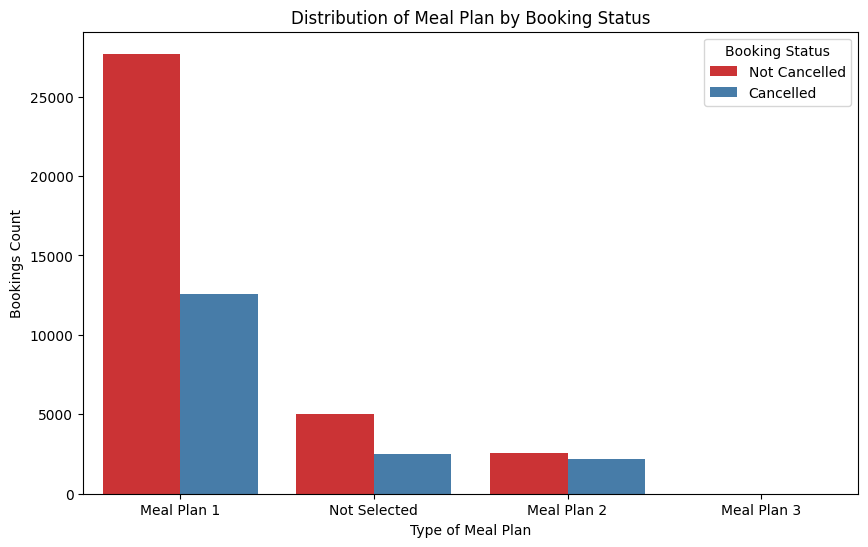 Distribution of Meal Plan by Booking Status
Booking Status
Not Cancelled
Cancelled
Bookings Count
25000
20000
15000
10000
5000
0
Meal Plan 1
Not Selected
Meal Plan 2
Meal Plan 3
Type of Meal Plan